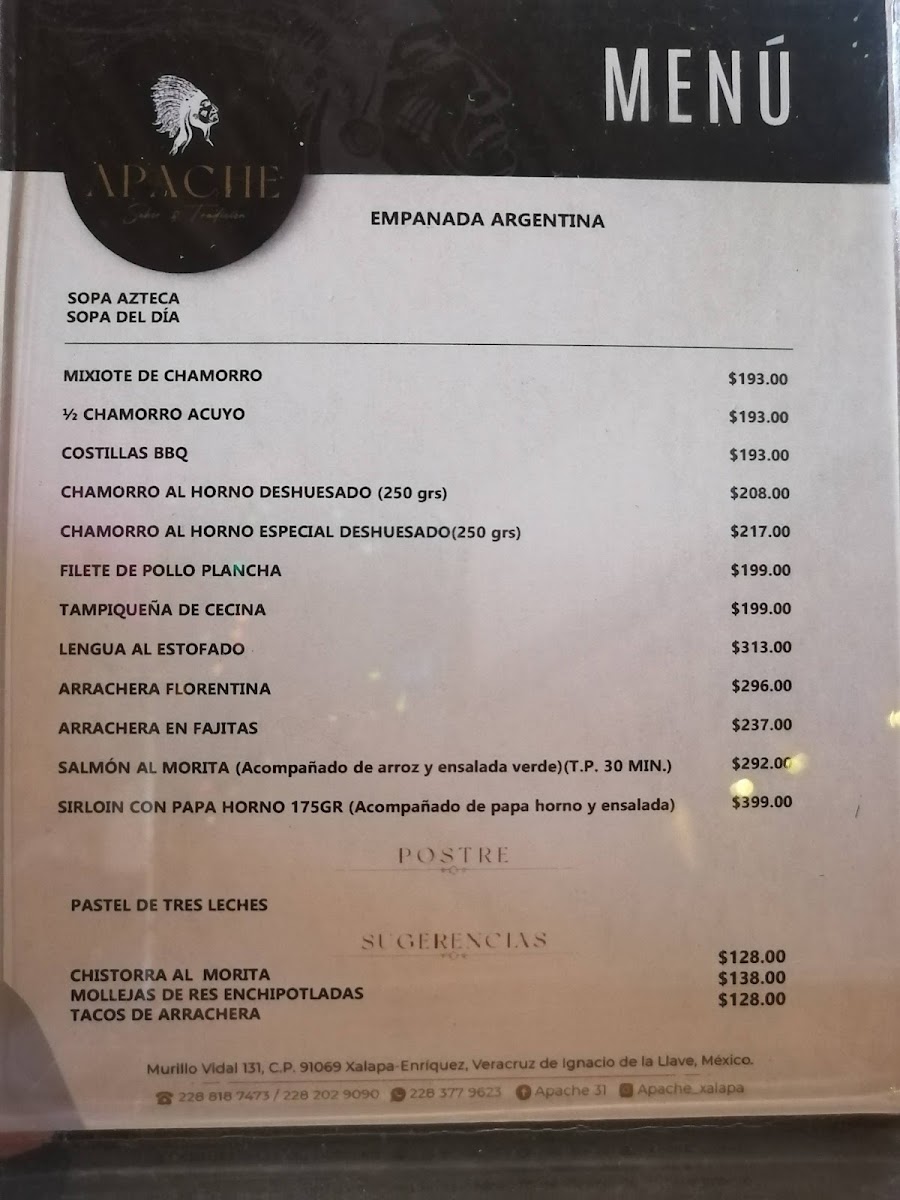 MENÚ
APACHE
Sabor & Tradición
EMPANADA ARGENTINA
SOPA AZTECA
SOPA DEL DÍA
MIXIOTE DE CHAMORRO $193.00
½ CHAMORRO ACUYO $193.00
COSTILLAS BBQ $193.00
CHAMORRO AL HORNO DESHUESADO (250 grs) $208.00
CHAMORRO AL HORNO ESPECIAL DESHUESADO(250 grs) $217.00
FILETE DE POLLO PLANCHA $199.00
TAMPIQUEÑA DE CECINA $199.00
LENGUA AL ESTOFADO $313.00
ARRACHERA FLORENTINA $296.00
ARRACHERA EN FAJITAS $237.00
SALMÓN AL MORITA (Acompañado de arroz y ensalada verde)(T.P. 30 MIN.) $292.00
SIRLOIN CON PAPA HORNO 175GR (Acompañado de papa horno y ensalada) $399.00
POSTRE
PASTEL DE TRES LECHES
SUGERENCIAS
CHISTORRA AL MORITA $128.00
MOLLEJAS DE RES ENCHIPOTLADAS $138.00
TACOS DE ARRACHERA $128.00
Murillo Vidal 131, C.P. 91069 Xalapa-Enríquez, Veracruz de Ignacio de la Llave, México.
228 818 7473 / 228 202 9090 228 377 9623 Apache 31 Apache_xalapa